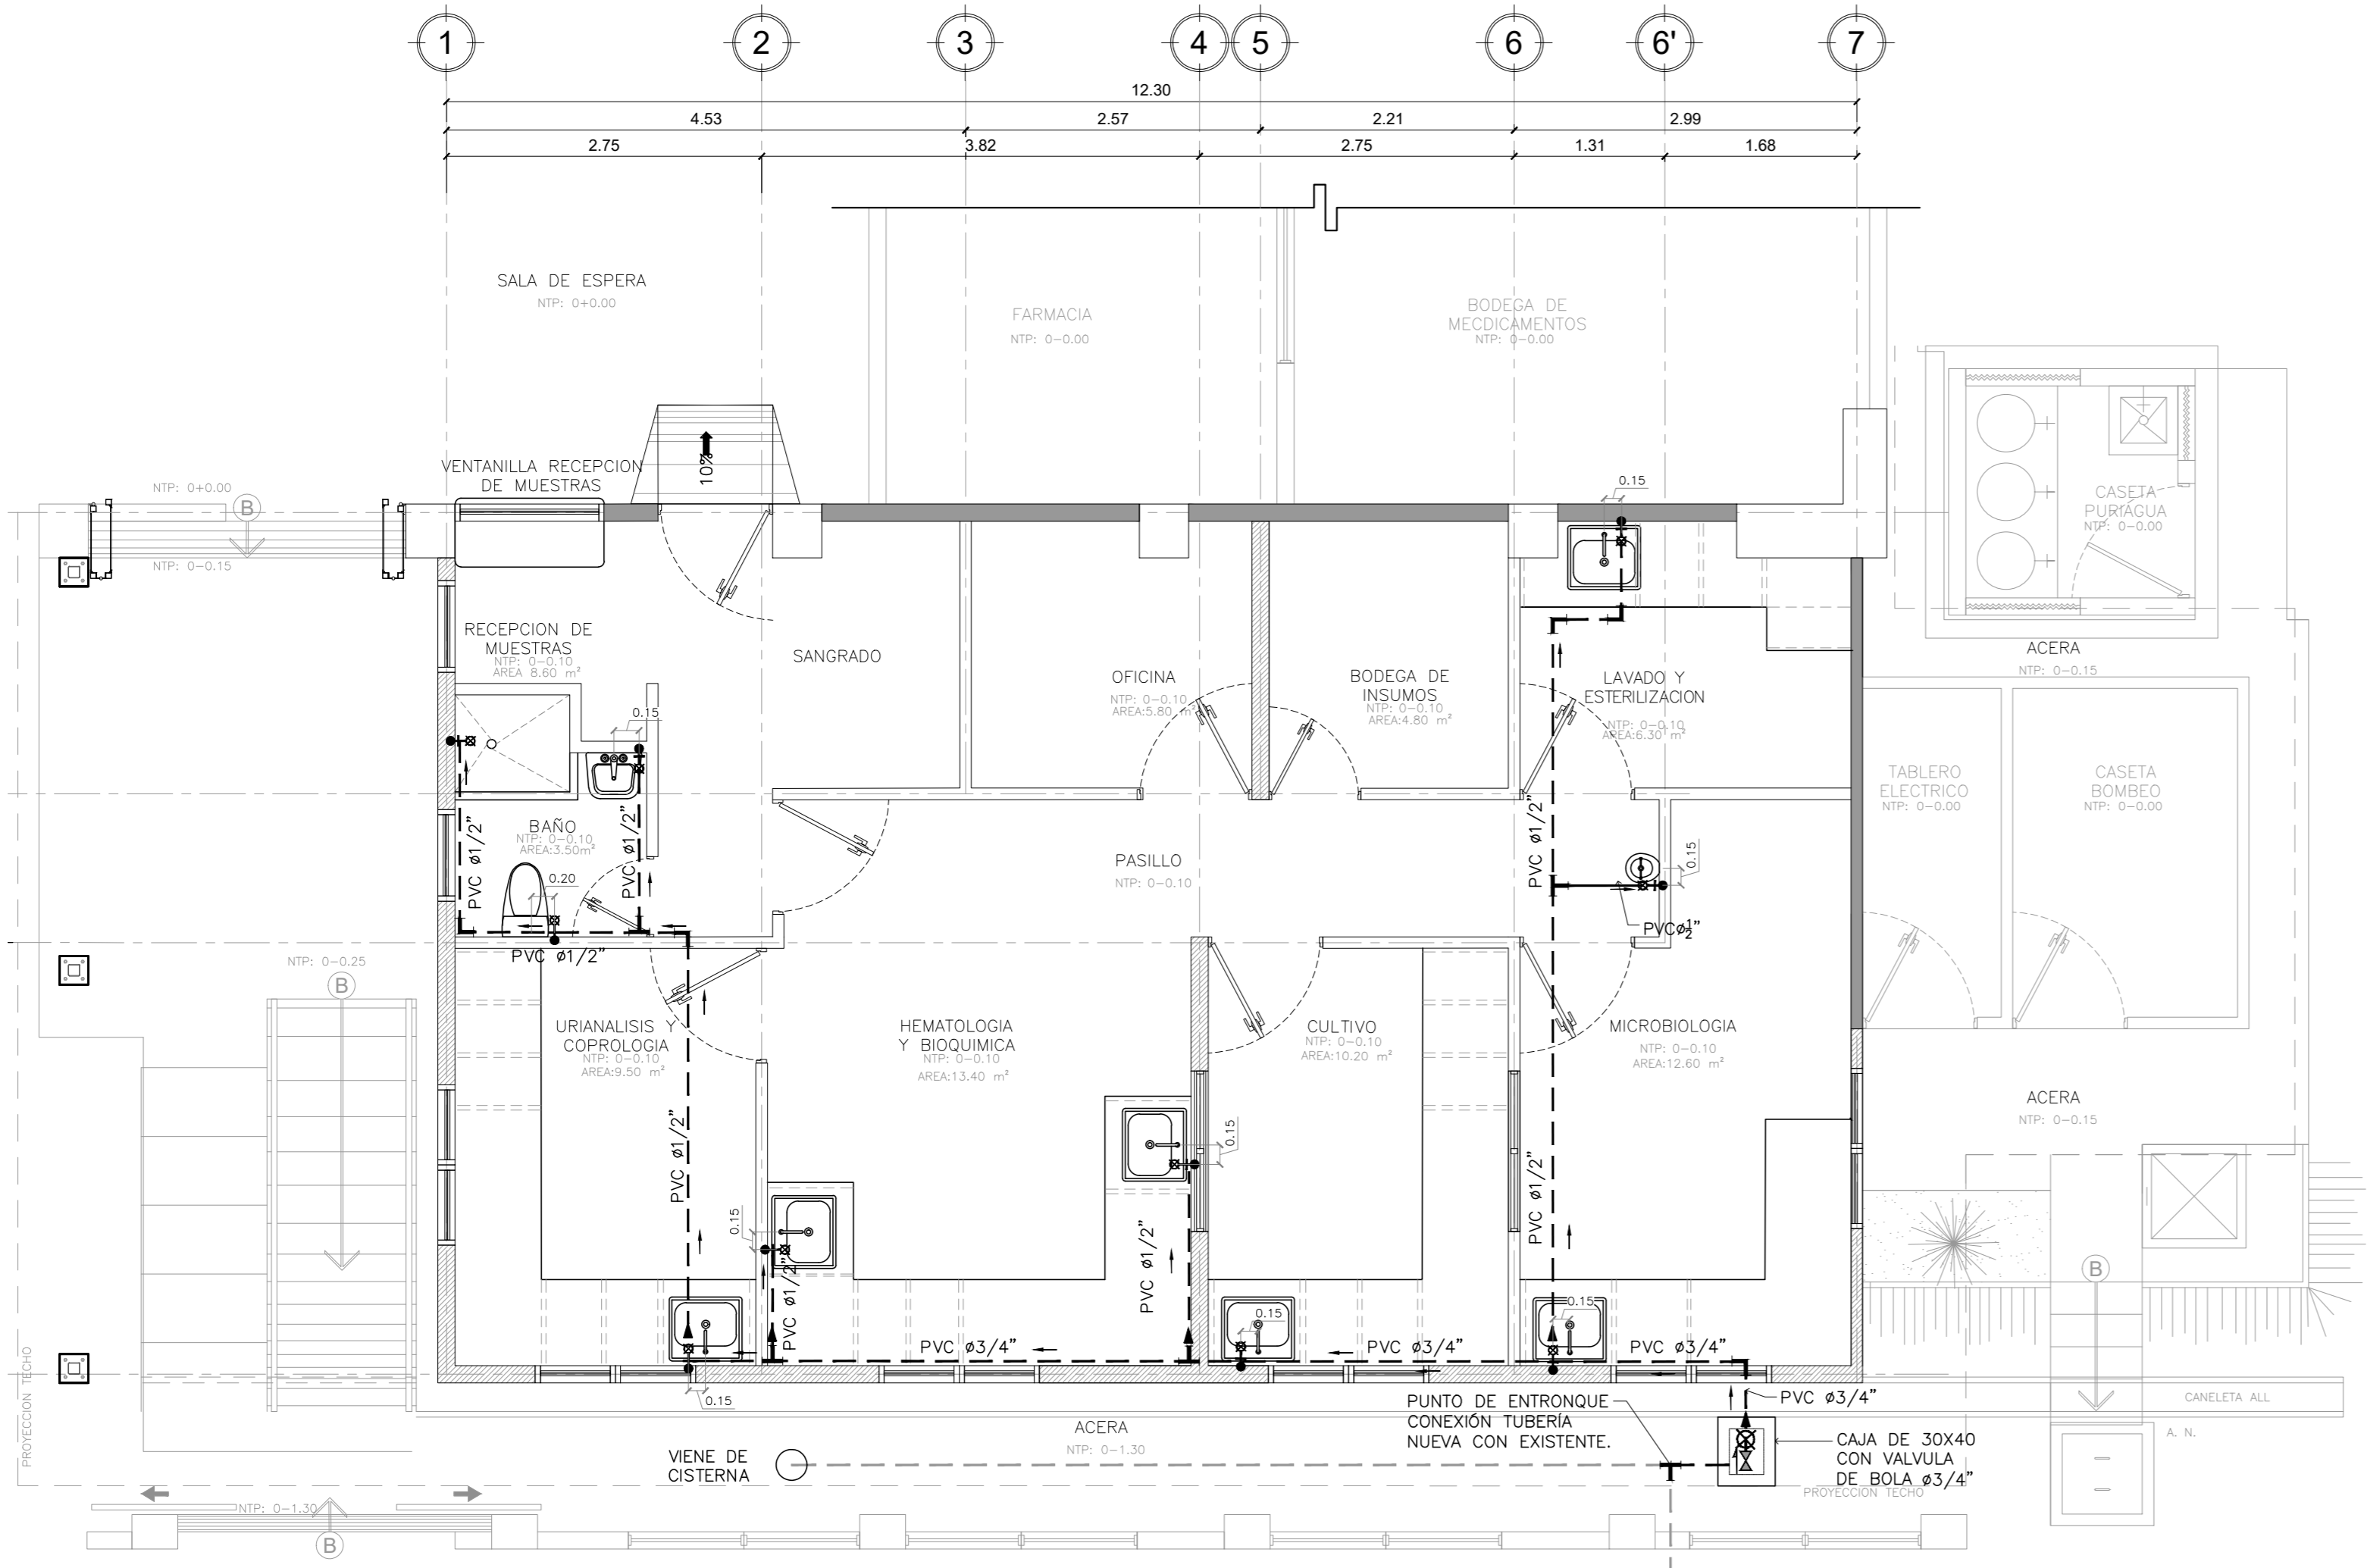 1 2 3 4 5 6 6' 7
12.30
4.53 2.57 2.21 2.99
2.75 3.82 2.75 1.31 1.68
SALA DE ESPERA
NTP: 0+0.00
FARMACIA
NTP: 0-0.00
BODEGA DE
MECDICAMENTOS
NTP: 0-0.00
VENTANILLA RECEPCION
DE MUESTRAS
10%
0.15
NTP: 0+0.00
B
NTP: 0-0.15
CASETA
PURIAGUA
NTP: 0-0.00
RECEPCION DE
MUESTRAS
NTP: 0-0.10
AREA 8.60 m²
SANGRADO
OFICINA
NTP: 0-0.10
AREA:5.80 m²
BODEGA DE
INSUMOS
NTP: 0-0.10
AREA:4.80 m²
LAVADO Y
ESTERILIZACION
NTP: 0-0.10
AREA:6.30 m²
ACERA
NTP: 0-0.15
0.15
TABLERO
ELECTRICO
NTP: 0-0.00
CASETA
BOMBEO
NTP: 0-0.00
PVC ø1/2"
BAÑO
NTP: 0-0.10
AREA:3.50m²
PVC ø1/2"
0.20
PASILLO
NTP: 0-0.10
PVC ø1/2"
0.15
PVCø½"
PVC ø1/2"
NTP: 0-0.25
B
URIANALISIS Y
COPROLOGIA
NTP: 0-0.10
AREA:9.50 m²
HEMATOLOGIA
Y BIOQUIMICA
NTP: 0-0.10
AREA:13.40 m²
CULTIVO
NTP: 0-0.10
AREA:10.20 m²
MICROBIOLOGIA
NTP: 0-0.10
AREA:12.60 m²
ACERA
NTP: 0-0.15
PVC ø1/2"
0.15
0.15
PVC ø1/2"
PVC ø1/2"
PVC ø1/2"
B
0.15
0.15
PVC ø3/4"
PVC ø3/4"
PVC ø3/4"
0.15
PVC ø3/4"
PROYECCION TECHO
CANELETA ALL
A. N.
ACERA
NTP: 0-1.30
PUNTO DE ENTRONQUE
CONEXIÓN TUBERÍA
NUEVA CON EXISTENTE.
VIENE DE
CISTERNA
CAJA DE 30X40
CON VALVULA
DE BOLA ø3/4"
PROYECCION TECHO
NTP: 0-1.30
B